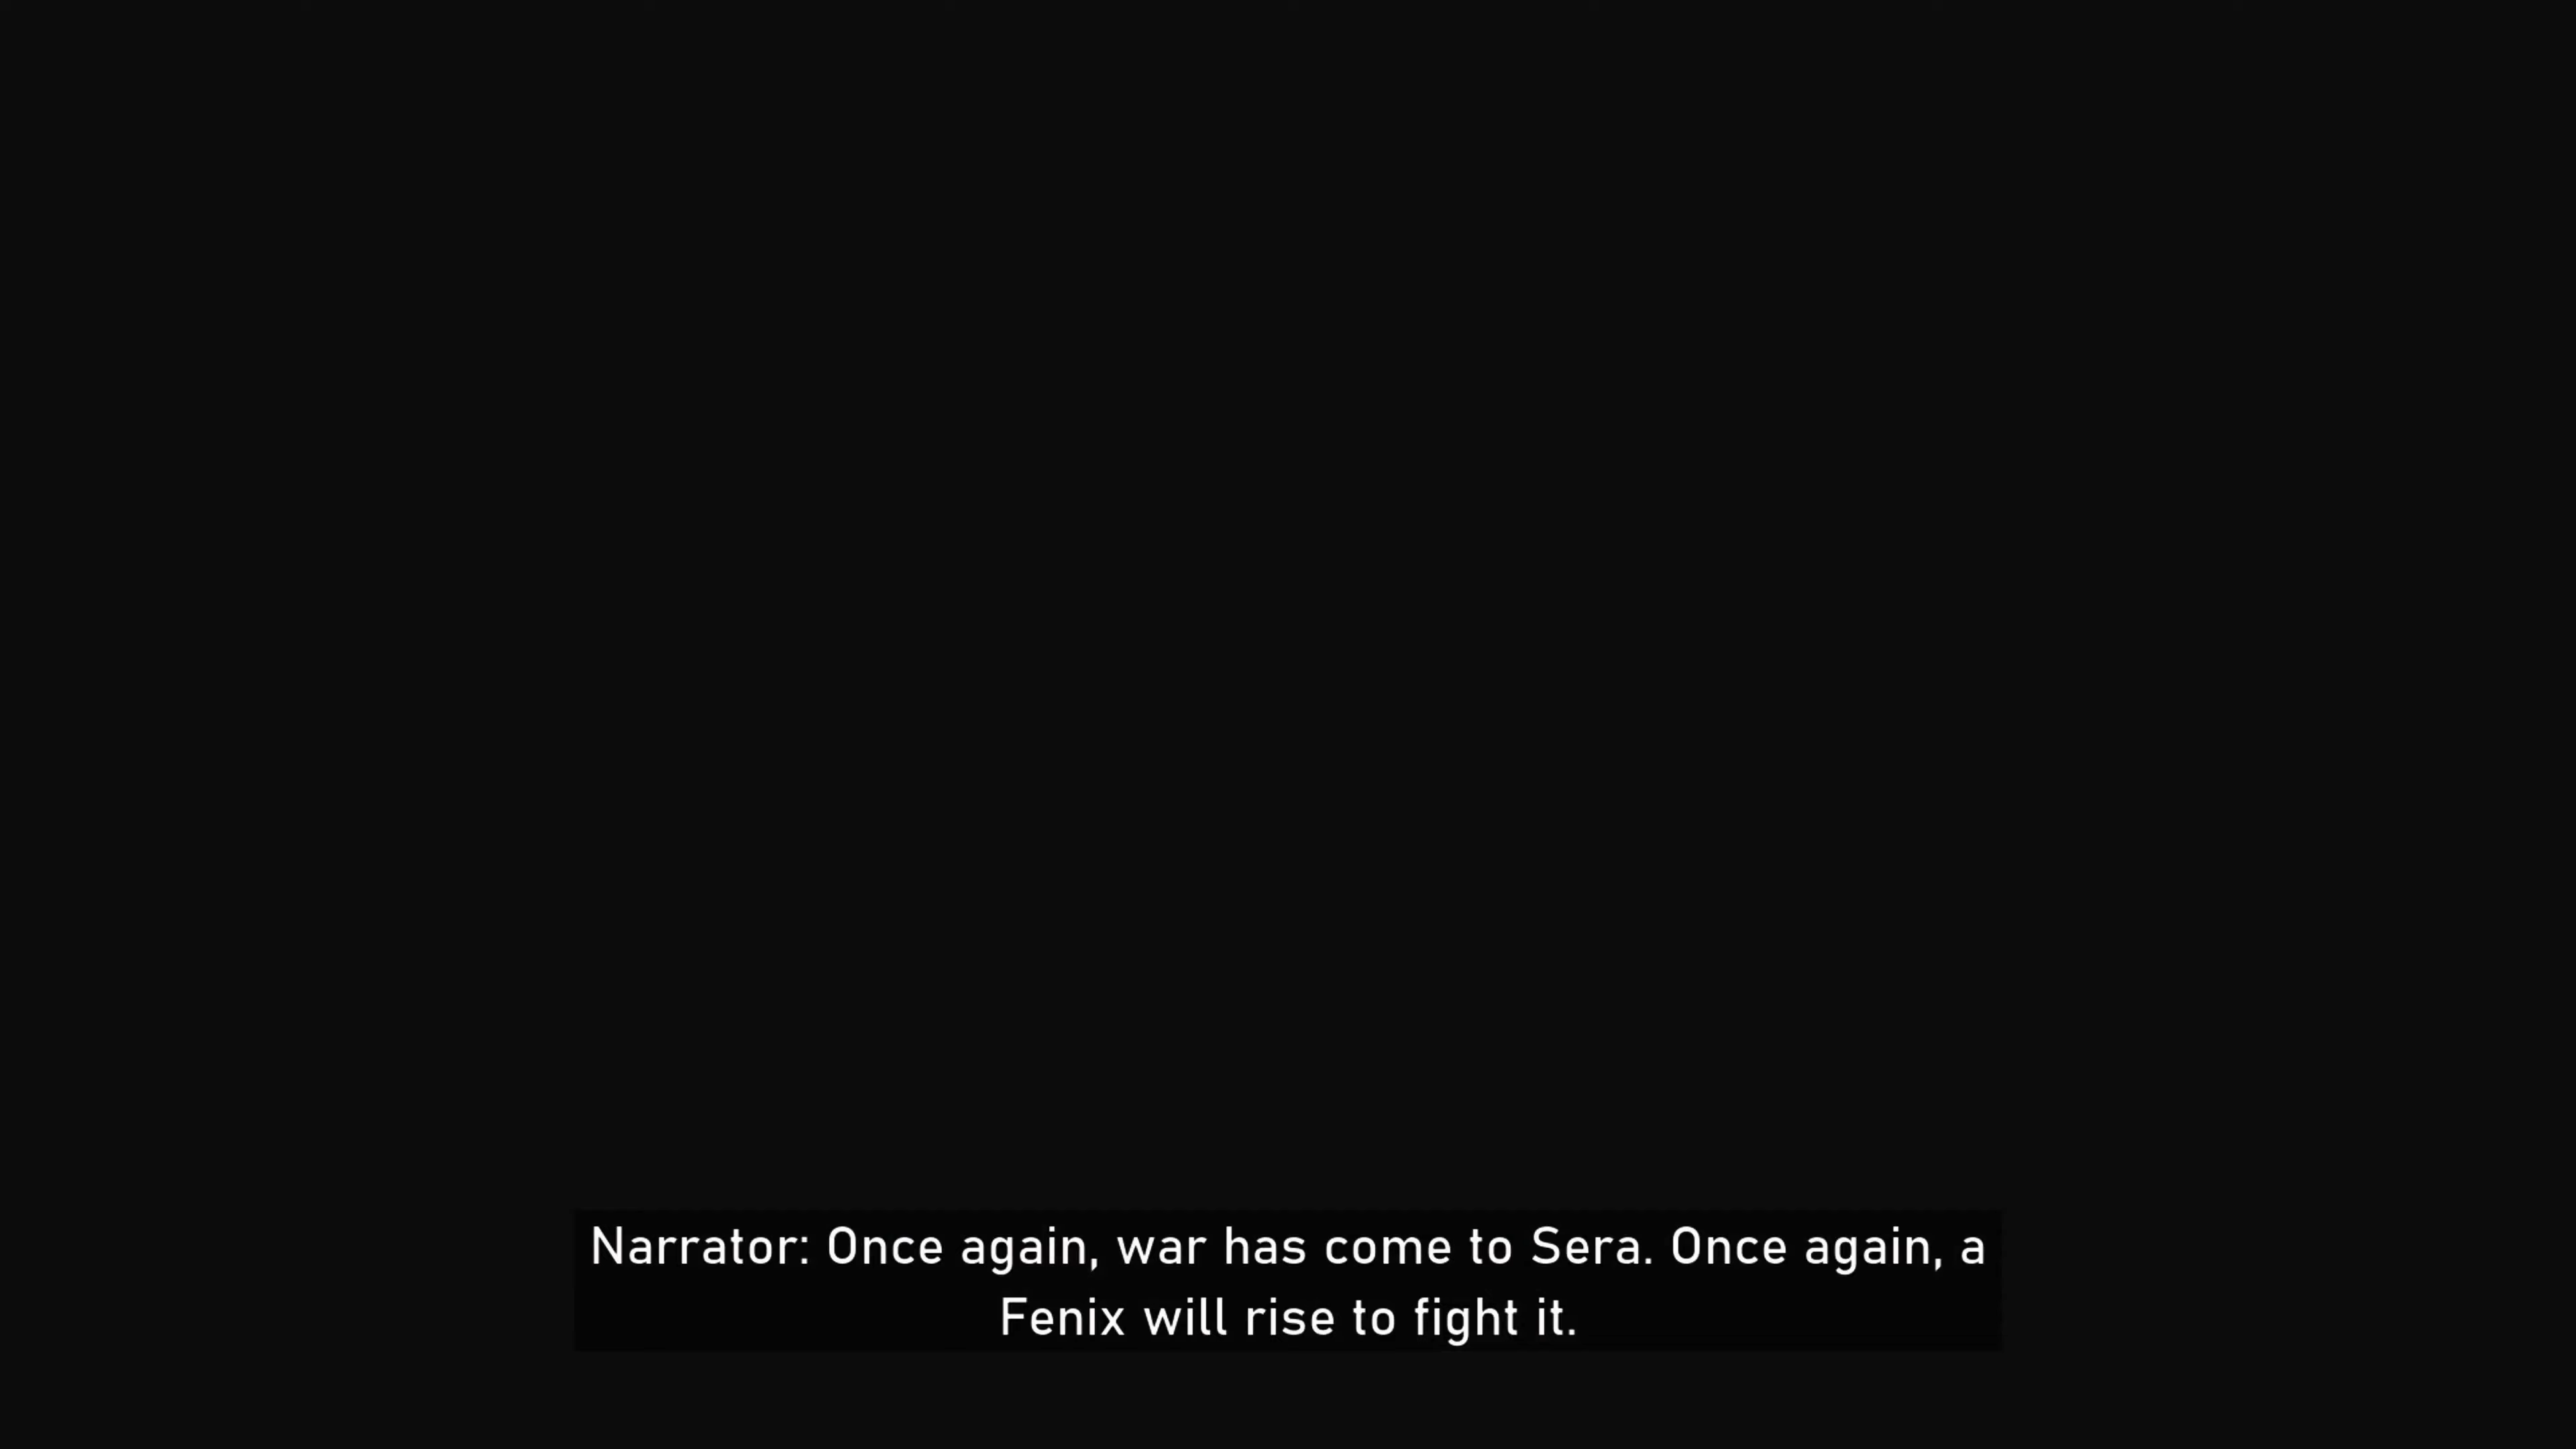 Narrator: Once again, war has come to Sera. Once again, a
Fenix will rise to fight it.